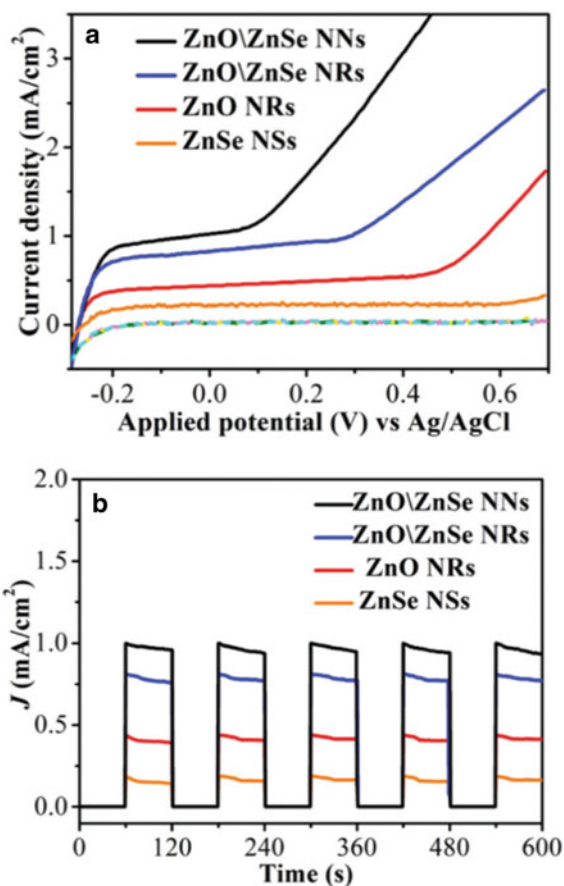 a
ZnO\ZnSe NNs
ZnO\ZnSe NRs
ZnO NRs
ZnSe NSs
Current density (mA/cm²)
3
2
1
0
-0.2 0.0 0.2 0.4 0.6
Applied potential (V) vs Ag/AgCl
b
ZnO\ZnSe NNs
ZnO\ZnSe NRs
ZnO NRs
ZnSe NSs
J (mA/cm²)
2.0
1.5
1.0
0.5
0.0
0 120 240 360 480 600
Time (s)